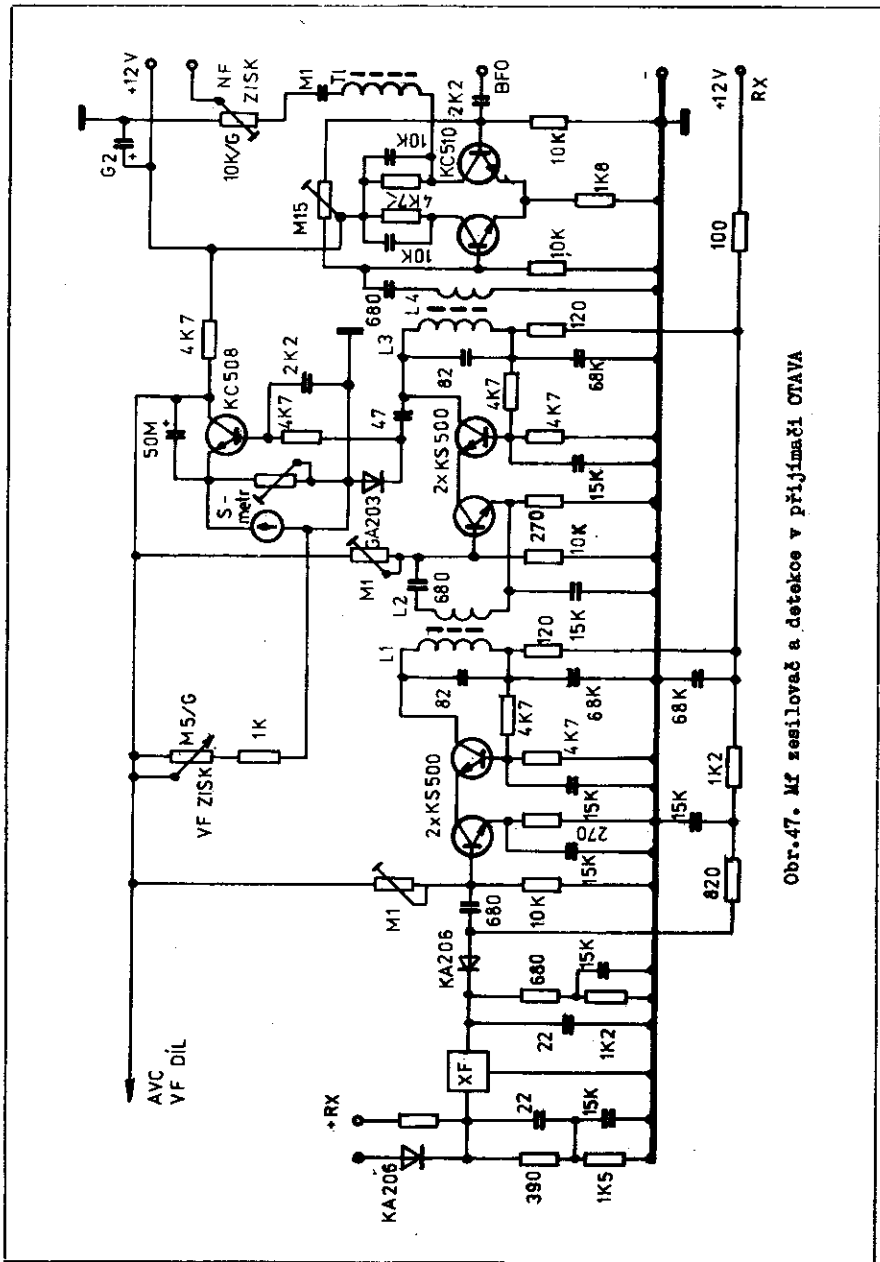 AVC
VF DÍL
+RX
KA206
390
1K5
22
15K
XF
22
1K2
680
15K
KA206
680
M1
10K
15K
270
15K
2xKS500
4K7
4K7
82
68K
120
L1
L2
680
15K
M1
10K
270
2xKS500
15K
4K7
4K7
82
68K
120
L3
L4
680
47
GA203
S-
metr
50M
+
KC508
4K7
2K2
4K7
VF ZISK
M5/G
1K
M15
10K
4K7
10K
KC510
10K
10K
1K8
2K2
BFO
Tl
M1
10K/G
NF
ZISK
G2
+
+12V
-
+12V
RX
100
68K
1K2
15K
820
Obr.47. Mf zesilovač a detekce v přijímači OTAVA